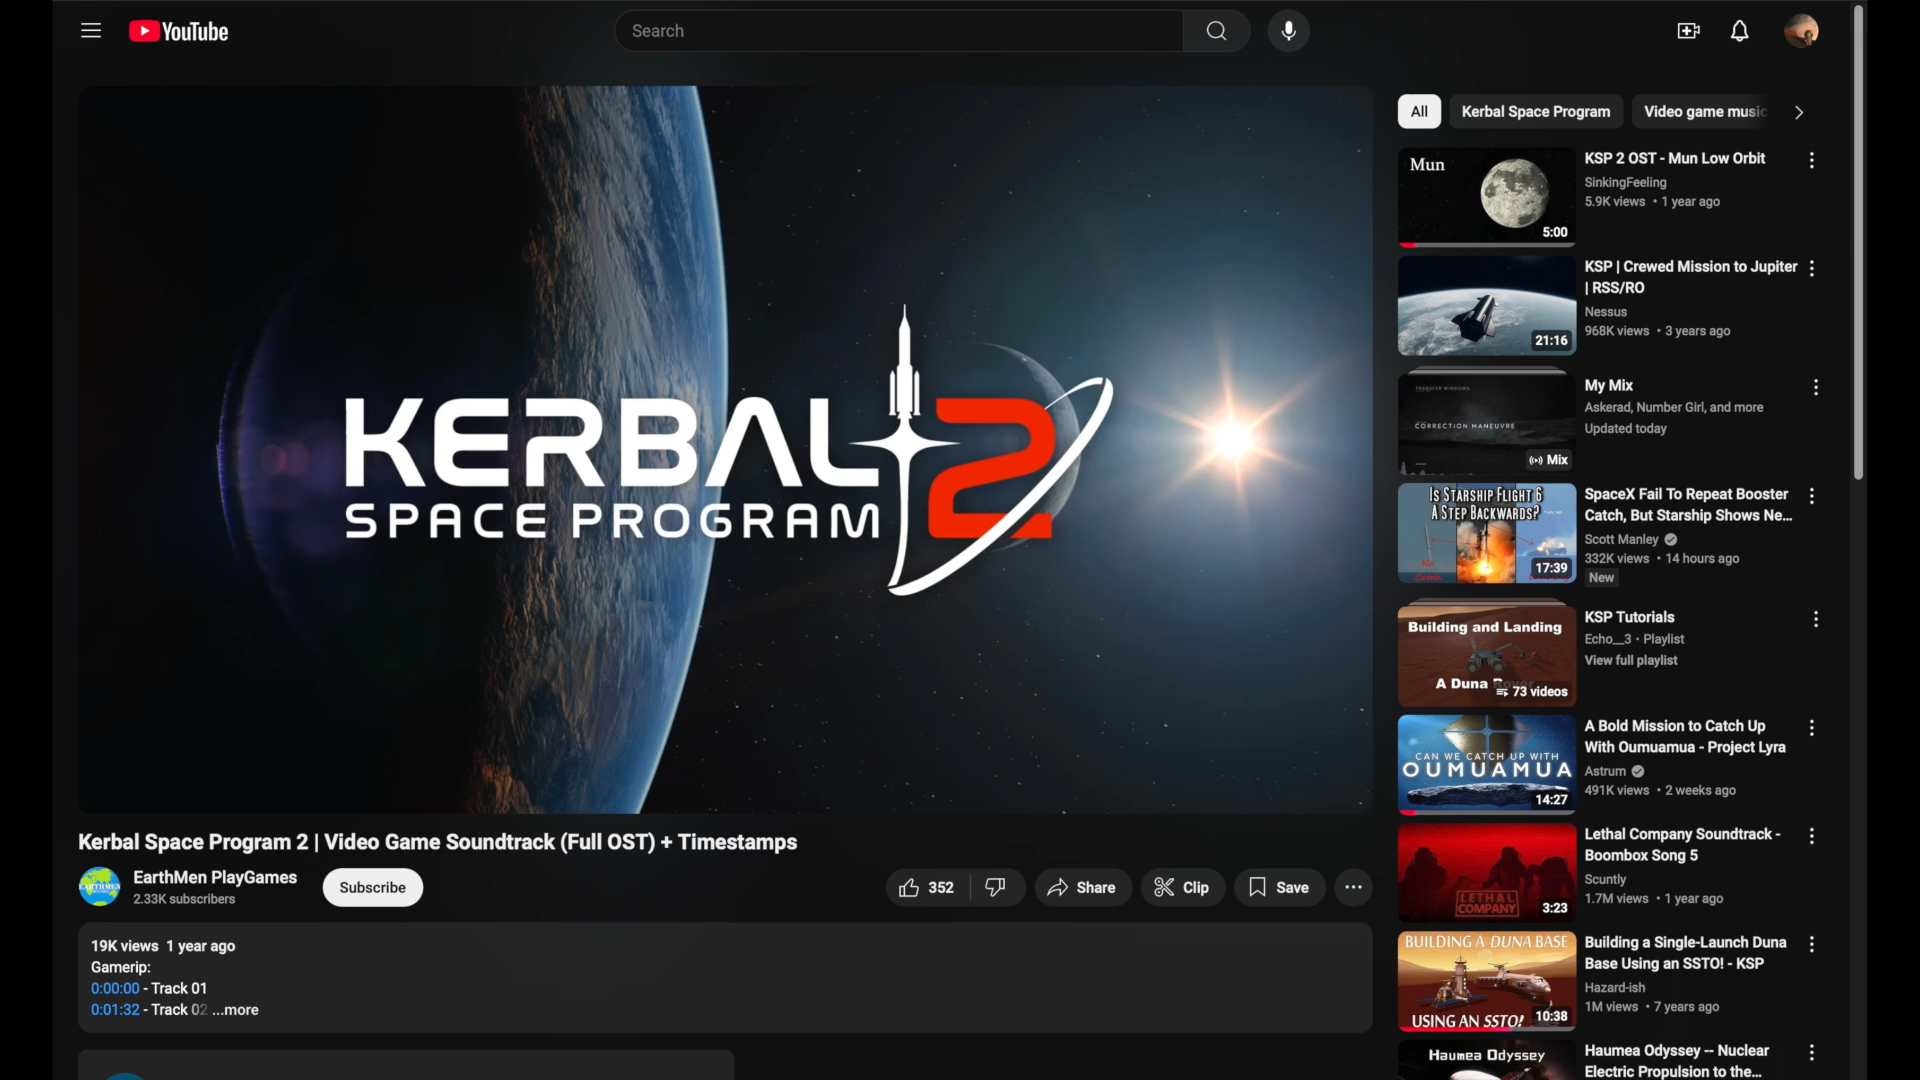 YouTube
Search
KERBAL 2
SPACE PROGRAM
Kerbal Space Program 2 | Video Game Soundtrack (Full OST) + Timestamps
EARTHMEN
EarthMen PlayGames
2.33K subscribers
Subscribe
352
Share
Clip
Save
19K views 1 year ago
Gamerip:
0:00:00 - Track 01
0:01:32 - Track 02 ...more
All
Kerbal Space Program
Video game music
Mun
5:00
KSP 2 OST - Mun Low Orbit
SinkingFeeling
5.9K views • 1 year ago
21:16
KSP | Crewed Mission to Jupiter
| RSS/RO
Nessus
968K views • 3 years ago
TRANSFER WINDOWS
CORRECTION MANEUVRE
Mix
My Mix
Askerad, Number Girl, and more
Updated today
IS STARSHIP FLIGHT 6
A STEP BACKWARDS?
No
Catch
17:39
SpaceX Fail To Repeat Booster
Catch, But Starship Shows Ne...
Scott Manley
332K views • 14 hours ago
New
Building and Landing
A Duna Rover
73 videos
KSP Tutorials
Echo__3 • Playlist
View full playlist
CAN WE CATCH UP WITH
OUMUAMUA
14:27
A Bold Mission to Catch Up
With Oumuamua - Project Lyra
Astrum
491K views • 2 weeks ago
LETHAL
COMPANY
3:23
Lethal Company Soundtrack -
Boombox Song 5
Scuntly
1.7M views • 1 year ago
BUILDING A DUNA BASE
USING AN SSTO!
10:38
Building a Single-Launch Duna
Base Using an SSTO! - KSP
Hazard-ish
1M views • 7 years ago
Haumea Odyssey
Haumea Odyssey -- Nuclear
Electric Propulsion to the...